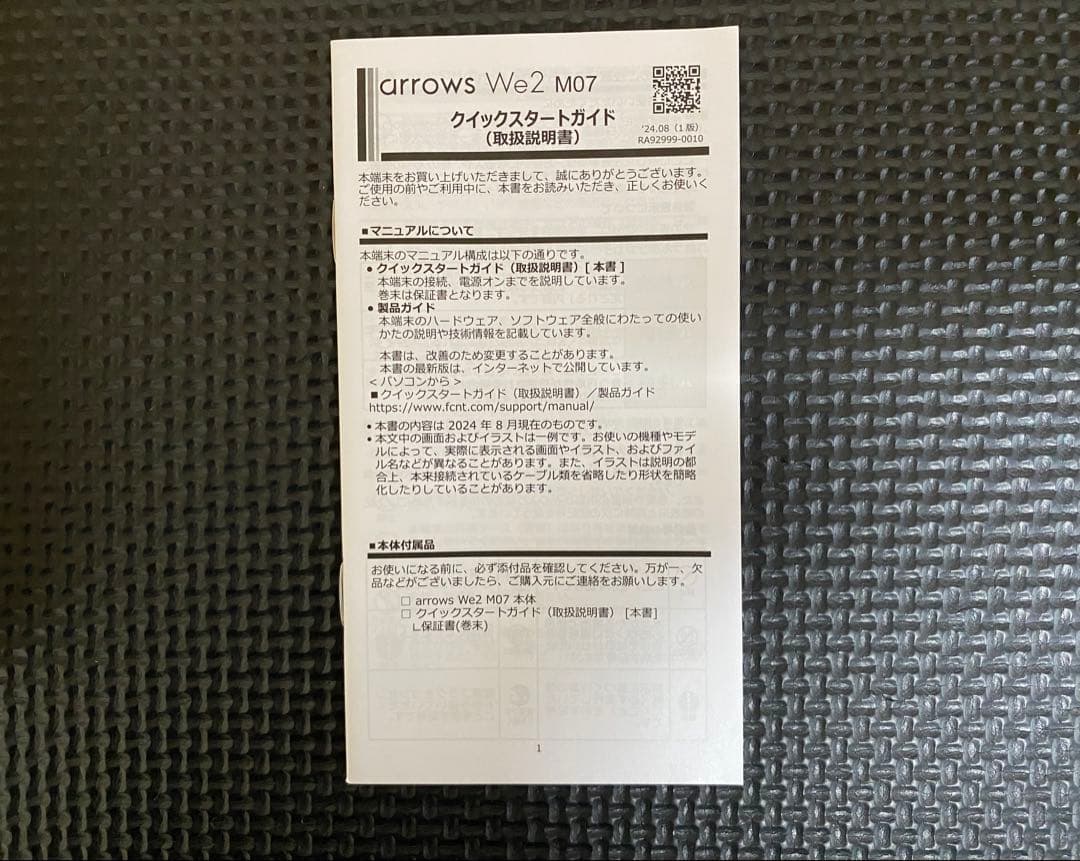 arrows We2 M07
クイックスタートガイド
（取扱説明書）
'24.08（1版）
RA92999-0010
本端末をお買い上げいただきまして、誠にありがとうございます。
ご使用の前やご利用中に、本書をお読みいただき、正しくお使いく
ださい。
■マニュアルについて
本端末のマニュアル構成は以下の通りです。
●クイックスタートガイド（取扱説明書）[ 本書 ]
本端末の接続、電源オンまでを説明しています。
巻末は保証書となります。
●製品ガイド
本端末のハードウェア、ソフトウェア全般にわたっての使い
かたの説明や技術情報を記載しています。
本書は、改善のため変更することがあります。
本書の最新版は、インターネットで公開しています。
＜パソコンから＞
■クイックスタートガイド（取扱説明書）／製品ガイド
https://www.fcnt.com/support/manual/
•本書の内容は 2024 年 8 月現在のものです。
•本文中の画面およびイラストは一例です。お使いの機種やモデ
ルによって、実際に表示される画面やイラスト、およびファイ
ル名などが異なることがあります。また、イラストは説明の都
合上、本来接続されているケーブル類を省略したり形状を簡略
化したりしていることがあります。
■本体付属品
お使いになる前に、必ず添付品を確認してください。万が一、欠
品などがございましたら、ご購入元にご連絡をお願いします。
□ arrows We2 M07 本体
□ クイックスタートガイド（取扱説明書） [本書]
∟保証書(巻末)
1